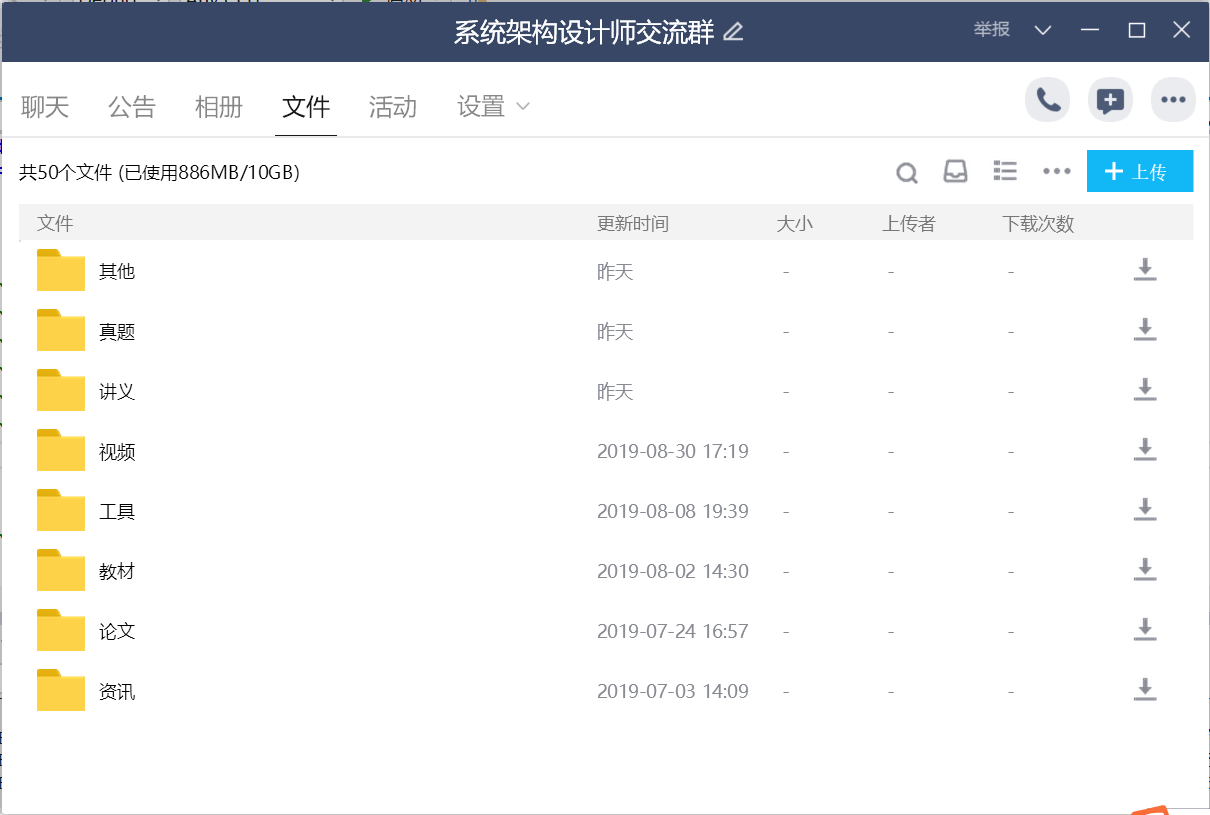 系统架构设计师交流群
举报
聊天 公告 相册 文件 活动 设置
共50个文件 (已使用886MB/10GB)
上传
文件 更新时间 大小 上传者 下载次数
其他 昨天 - - -
真题 昨天 - - -
讲义 昨天 - - -
视频 2019-08-30 17:19 - - -
工具 2019-08-08 19:39 - - -
教材 2019-08-02 14:30 - - -
论文 2019-07-24 16:57 - - -
资讯 2019-07-03 14:09 - - -